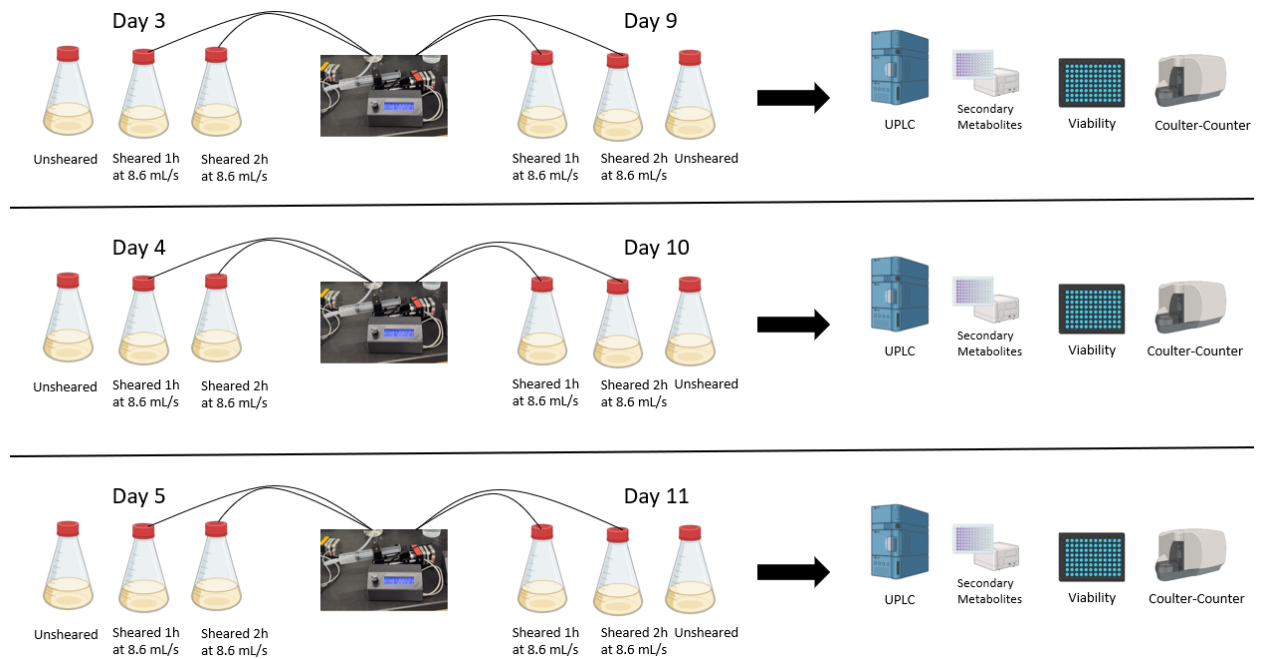 Day 3
Day 9
Unsheared
Sheared 1h
at 8.6 mL/s
Sheared 2h
at 8.6 mL/s
Sheared 1h
at 8.6 mL/s
Sheared 2h
at 8.6 mL/s
Unsheared
UPLC
Secondary
Metabolites
Viability
Coulter-Counter
Day 4
Day 10
Unsheared
Sheared 1h
at 8.6 mL/s
Sheared 2h
at 8.6 mL/s
Sheared 1h
at 8.6 mL/s
Sheared 2h
at 8.6 mL/s
Unsheared
UPLC
Secondary
Metabolites
Viability
Coulter-Counter
Day 5
Day 11
Unsheared
Sheared 1h
at 8.6 mL/s
Sheared 2h
at 8.6 mL/s
Sheared 1h
at 8.6 mL/s
Sheared 2h
at 8.6 mL/s
Unsheared
UPLC
Secondary
Metabolites
Viability
Coulter-Counter